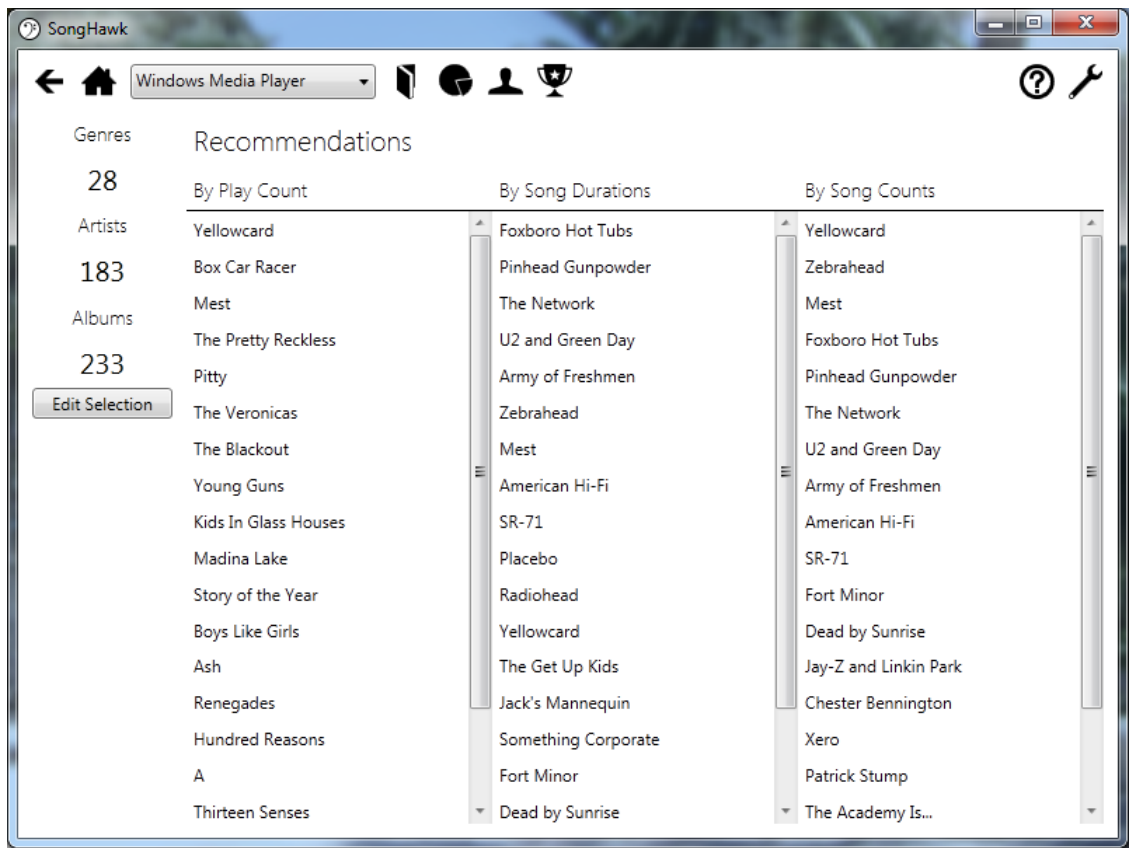 SongHawk
Windows Media Player
Genres
28
Artists
183
Albums
233
Edit Selection
Recommendations
By Play Count
Yellowcard
Box Car Racer
Mest
The Pretty Reckless
Pitty
The Veronicas
The Blackout
Young Guns
Kids In Glass Houses
Madina Lake
Story of the Year
Boys Like Girls
Ash
Renegades
Hundred Reasons
A
Thirteen Senses
By Song Durations
Foxboro Hot Tubs
Pinhead Gunpowder
The Network
U2 and Green Day
Army of Freshmen
Zebrahead
Mest
American Hi-Fi
SR-71
Placebo
Radiohead
Yellowcard
The Get Up Kids
Jack's Mannequin
Something Corporate
Fort Minor
Dead by Sunrise
By Song Counts
Yellowcard
Zebrahead
Mest
Foxboro Hot Tubs
Pinhead Gunpowder
The Network
U2 and Green Day
Army of Freshmen
American Hi-Fi
SR-71
Fort Minor
Dead by Sunrise
Jay-Z and Linkin Park
Chester Bennington
Xero
Patrick Stump
The Academy Is...